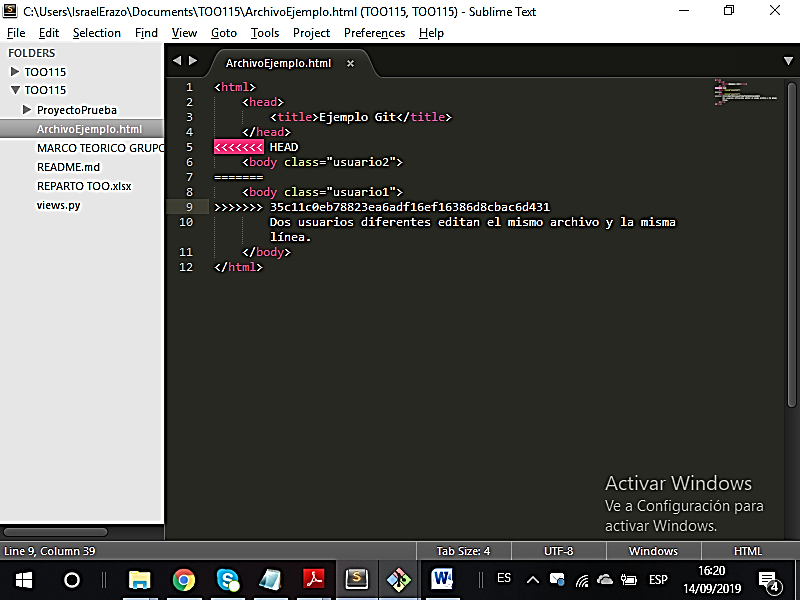 C:\Users\IsraelErazo\Documents\TOO115\ArchivoEjemplo.html (TOO115, TOO115) - Sublime Text
File Edit Selection Find View Goto Tools Project Preferences Help
FOLDERS
TOO115
TOO115
ProyectoPrueba
ArchivoEjemplo.html
MARCO TEORICO GRUPO
README.md
REPARTO TOO.xlsx
views.py
ArchivoEjemplo.html ×
1 <html>
2 <head>
3 <title>Ejemplo Git</title>
4 </head>
5 <<<<<<< HEAD
6 <body class="usuario2">
7 =======
8 <body class="usuario1">
9 >>>>>>> 35c11c0eb78823ea6adf16ef16386d8cbac6d431
10 Dos usuarios diferentes editan el mismo archivo y la misma
línea.
11 </body>
12 </html>
Activar Windows
Ve a Configuración para
activar Windows.
Line 9, Column 39 Tab Size: 4 UTF-8 Windows HTML
ES ESP 16:20
14/09/2019 4